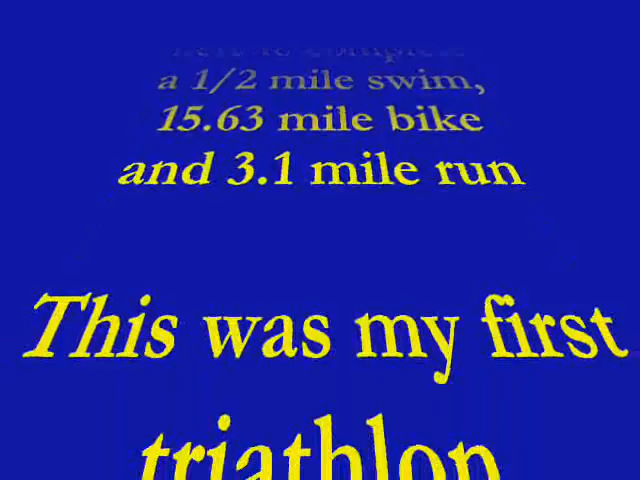 a 1/2 mile swim,
15.63 mile bike
and 3.1 mile run
This was my first
triathlon